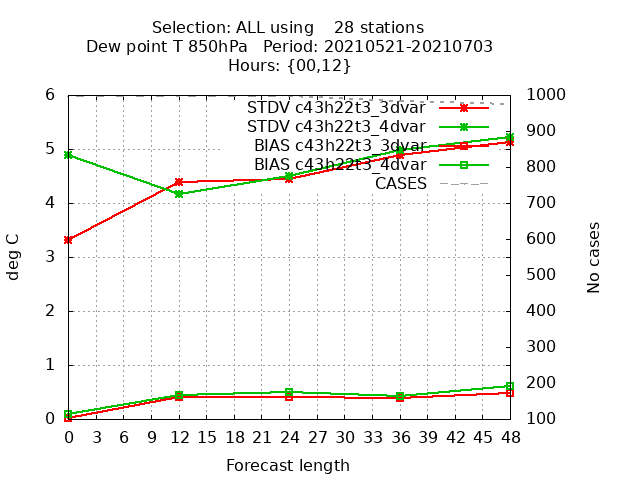 Selection: ALL using    28 stations
Dew point T 850hPa   Period: 20210521-20210703
Hours: {00,12}
STDV c43h22t3_3dvar
STDV c43h22t3_4dvar
BIAS c43h22t3_3dvar
BIAS c43h22t3_4dvar
CASES
deg C
6
5
4
3
2
1
0
1000
900
800
700
600
500
400
300
200
100
No cases
0 3 6 9 12 15 18 21 24 27 30 33 36 39 42 45 48
Forecast length